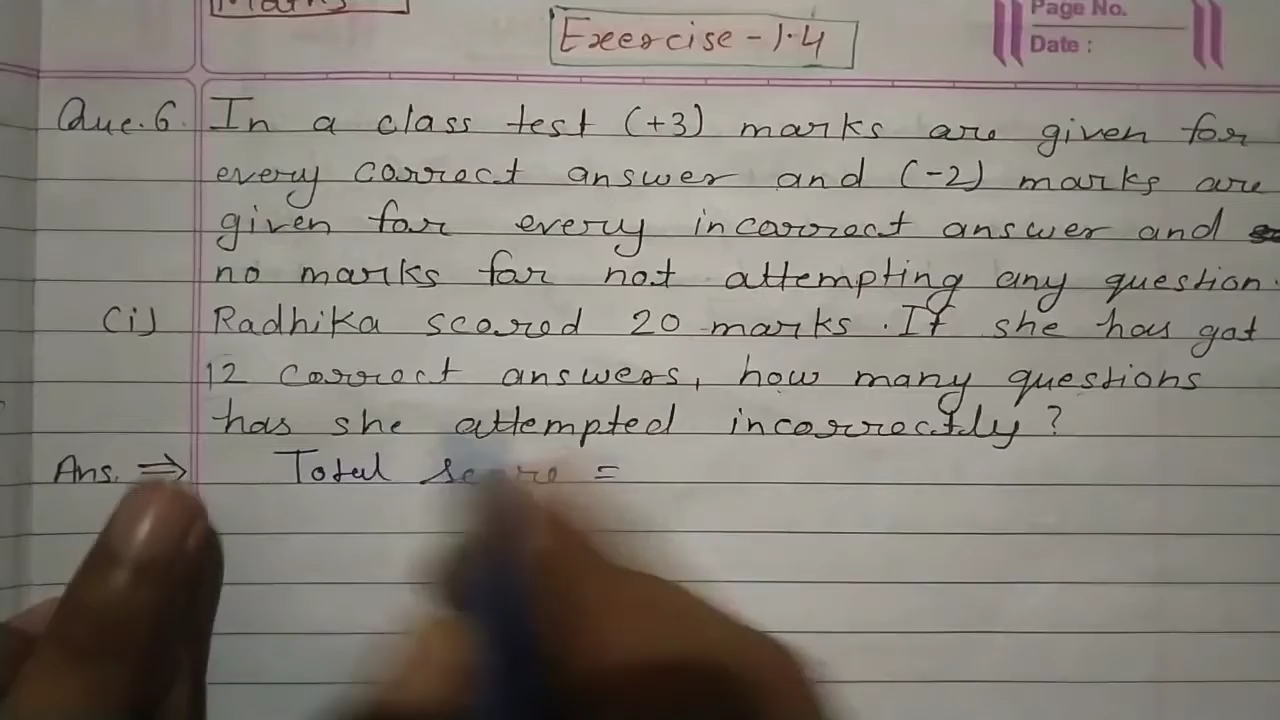 Maths
Exercise - 1.4
Page No.
Date :
Que. 6. In a class test (+3) marks are given for
every correct answer and (-2) marks are
given for every incorrect answer and
no marks for not attempting any question.
(i) Radhika scored 20 marks. If she has got
12 correct answers, how many questions
has she attempted incorrectly?
Ans. ⇒ Total score =